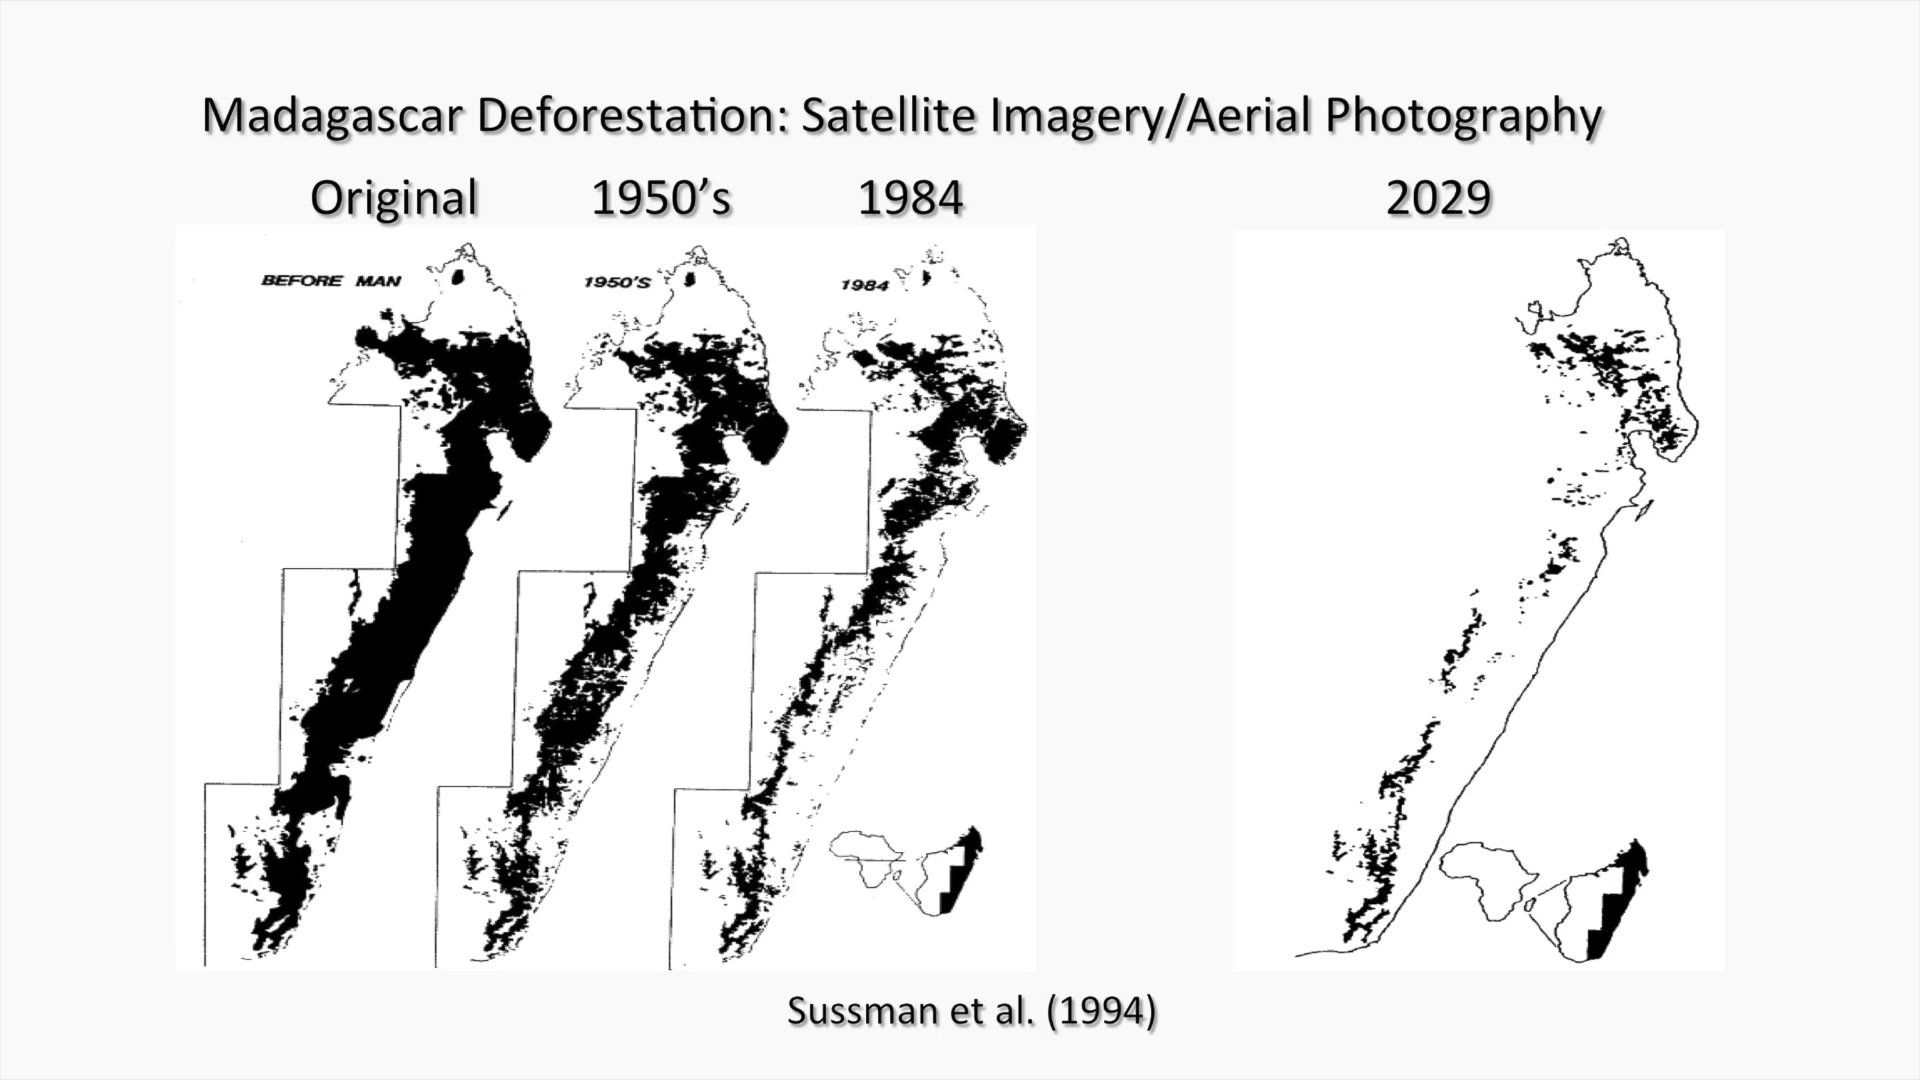 Madagascar Deforestation: Satellite Imagery/Aerial Photography
Original 1950's 1984 2029
BEFORE MAN 1950'S 1984
Sussman et al. (1994)